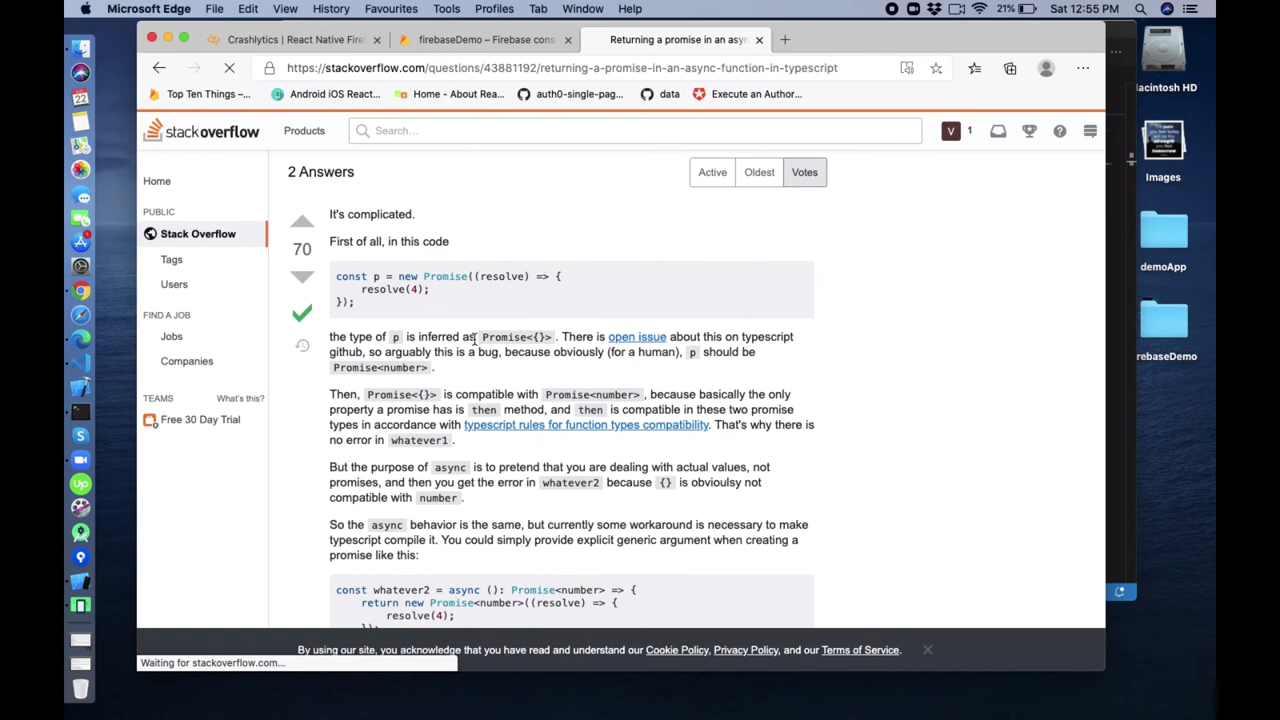 Microsoft Edge File Edit View History Favourites Tools Profiles Tab Window Help 21% Sat 12:55 PM
Crashlytics | React Native Fire
firebaseDemo – Firebase cons
Returning a promise in an asyn
https://stackoverflow.com/questions/43881192/returning-a-promise-in-an-async-function-in-typescript
Top Ten Things –... Android iOS React... Home - About Rea... auth0-single-pag... data Execute an Author...
stackoverflow Products Search... V 1
Home
PUBLIC
Stack Overflow
Tags
Users
FIND A JOB
Jobs
Companies
TEAMS What's this?
Free 30 Day Trial
2 Answers
Active Oldest Votes
70
It's complicated.
First of all, in this code
const p = new Promise((resolve) => {
resolve(4);
});
the type of p is inferred as Promise<{}>. There is open issue about this on typescript
github, so arguably this is a bug, because obviously (for a human), p should be
Promise<number>.
Then, Promise<{}> is compatible with Promise<number>, because basically the only
property a promise has is then method, and then is compatible in these two promise
types in accordance with typescript rules for function types compatibility. That's why there is
no error in whatever1.
But the purpose of async is to pretend that you are dealing with actual values, not
promises, and then you get the error in whatever2 because {} is obvioulsy not
compatible with number.
So the async behavior is the same, but currently some workaround is necessary to make
typescript compile it. You could simply provide explicit generic argument when creating a
promise like this:
const whatever2 = async (): Promise<number> => {
return new Promise<number>((resolve) => {
resolve(4);
By using our site, you acknowledge that you have read and understand our Cookie Policy, Privacy Policy, and our Terms of Service.
Waiting for stackoverflow.com...
Macintosh HD
Images
demoApp
rebaseDemo
22
up